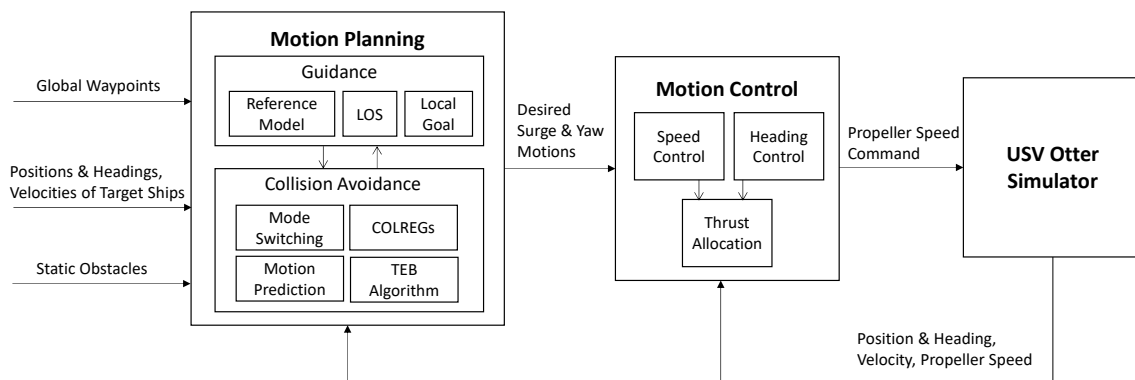 Motion Planning
Guidance
Reference
Model
LOS
Local
Goal
Collision Avoidance
Mode
Switching
COLREGs
Motion
Prediction
TEB
Algorithm
Global Waypoints
Positions & Headings,
Velocities of Target Ships
Static Obstacles
Desired
Surge & Yaw
Motions
Motion Control
Speed
Control
Heading
Control
Thrust
Allocation
Propeller Speed
Command
USV Otter
Simulator
Position & Heading,
Velocity, Propeller Speed